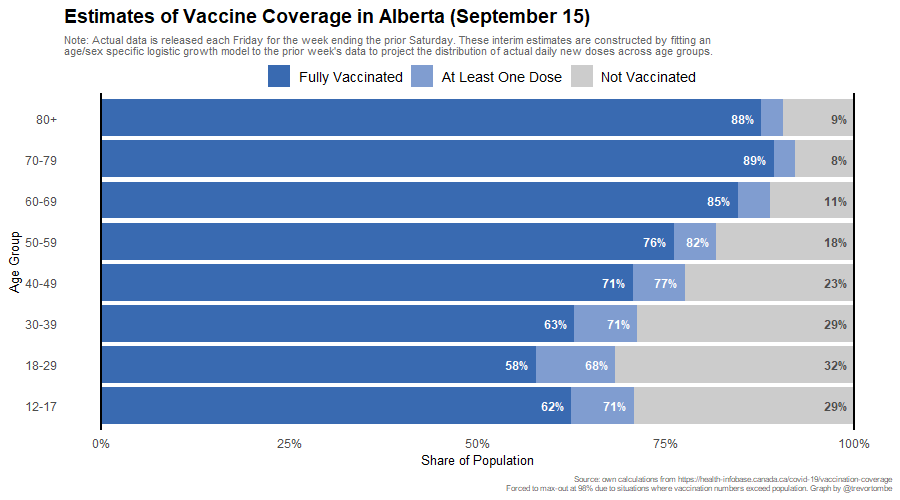 Estimates of Vaccine Coverage in Alberta (September 15)
Note: Actual data is released each Friday for the week ending the prior Saturday. These interim estimates are constructed by fitting an
age/sex specific logistic growth model to the prior week's data to project the distribution of actual daily new doses across age groups.
Fully Vaccinated At Least One Dose Not Vaccinated
80+ 88% 9%
70-79 89% 8%
60-69 85% 11%
Age Group
50-59 76% 82% 18%
40-49 71% 77% 23%
30-39 63% 71% 29%
18-29 58% 68% 32%
12-17 62% 71% 29%
0% 25% 50% 75% 100%
Share of Population
Source: own calculations from https://health-infobase.canada.ca/covid-19/vaccination-coverage
Forced to max-out at 98% due to situations where vaccination numbers exceed population. Graph by @trevortombe